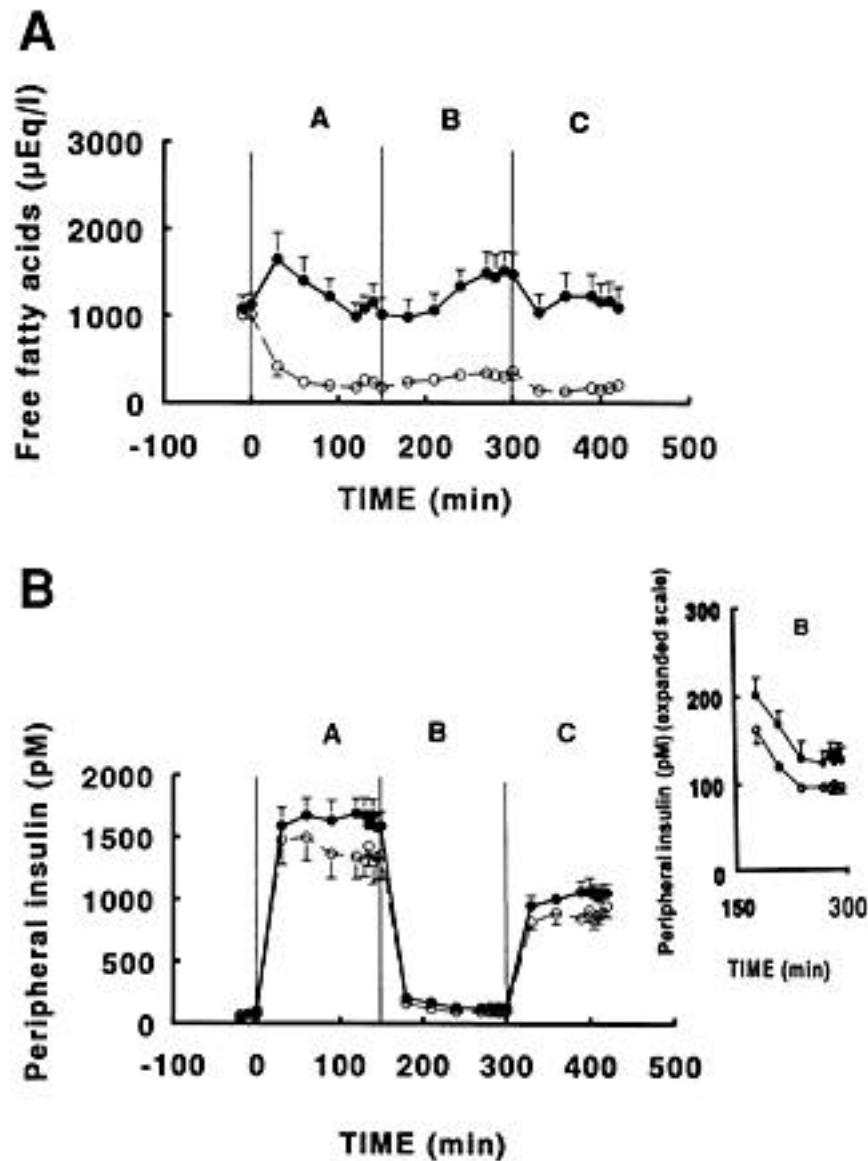 A
A B C
Free fatty acids (µEq/l)
3000
2000
1000
0
-100 0 100 200 300 400 500
TIME (min)
B
A B C
Peripheral insulin (pM)
2000
1500
1000
500
0
-100 0 100 200 300 400 500
TIME (min)
Peripheral insulin (pM) (expanded scale)
B
300
200
100
0
150 300
TIME (min)